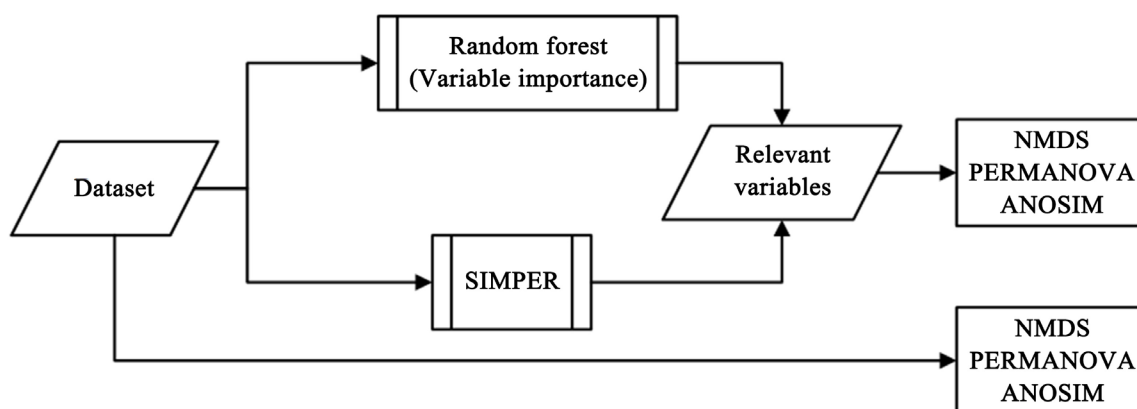 Random forest
(Variable importance)
Dataset
Relevant
variables
NMDS
PERMANOVA
ANOSIM
SIMPER
NMDS
PERMANOVA
ANOSIM